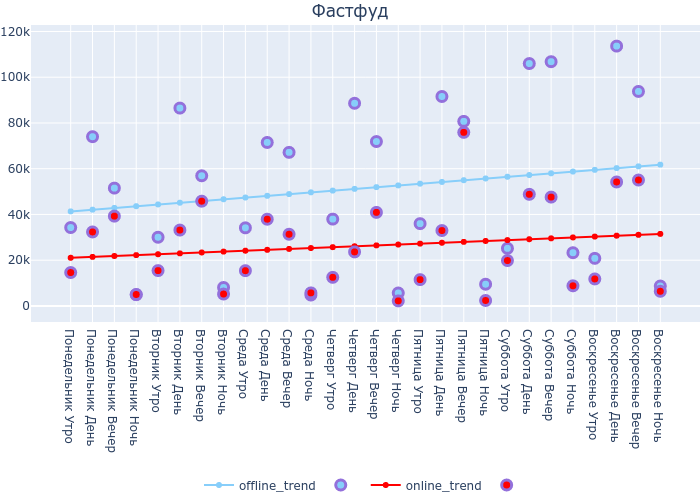 Фастфуд
120k
100k
80k
60k
40k
20k
0
Понедельник Утро
Понедельник День
Понедельник Вечер
Понедельник Ночь
Вторник Утро
Вторник День
Вторник Вечер
Вторник Ночь
Среда Утро
Среда День
Среда Вечер
Среда Ночь
Четверг Утро
Четверг День
Четверг Вечер
Четверг Ночь
Пятница Утро
Пятница День
Пятница Вечер
Пятница Ночь
Суббота Утро
Суббота День
Суббота Вечер
Суббота Ночь
Воскресенье Утро
Воскресенье День
Воскресенье Вечер
Воскресенье Ночь
offline_trend online_trend